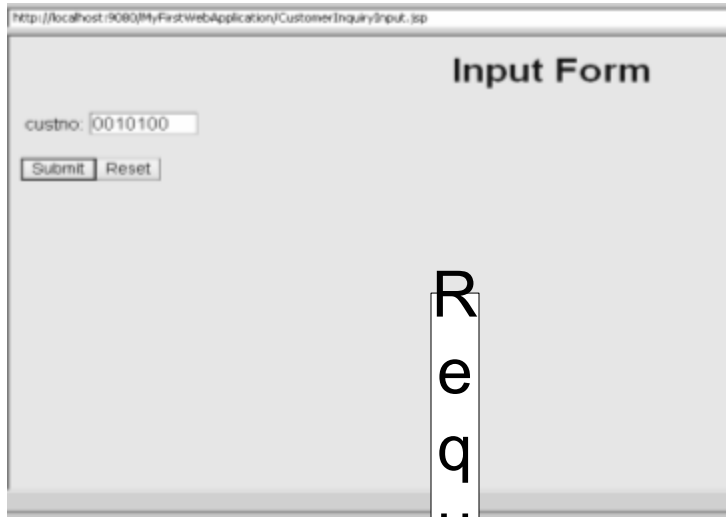 http://localhost:9080/MyFirstWebApplication/CustomerInquiryInput.jsp
Input Form
custno: 0010100
Submit Reset
R
e
q